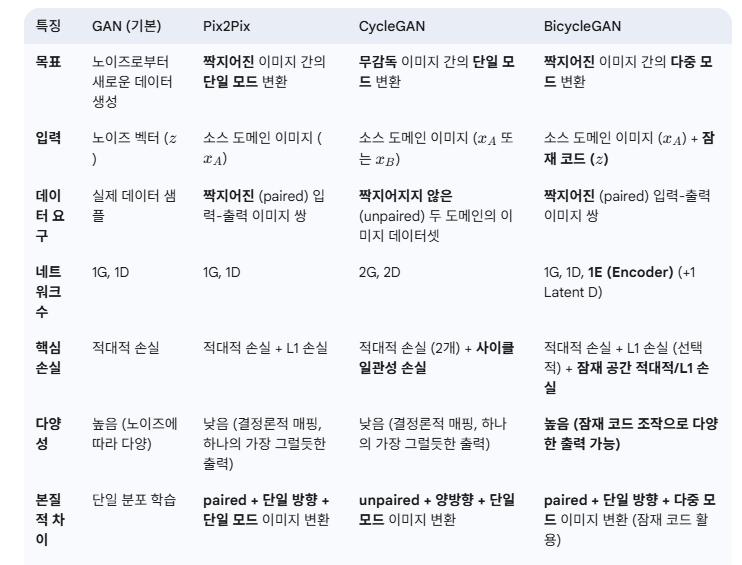 특징 GAN (기본) Pix2Pix CycleGAN BicycleGAN
목표 노이즈로부터 짝지어진 이미지 간의 무감독 이미지 간의 단일 모 짝지어진 이미지 간의 다중 모
새로운 데이터 단일 모드 변환 드 변환 드 변환
생성
입력 노이즈 벡터 (z 소스 도메인 이미지 ( 소스 도메인 이미지 (x_A 또 소스 도메인 이미지 (x_A) + 잠
) x_A) 는 x_B) 재 코드 (z)
데이 실제 데이터 샘 짝지어진 (paired) 입 짝지어지지 않은 짝지어진 (paired) 입력-출력
터 요 플 력-출력 이미지 쌍 (unpaired) 두 도메인의 이 이미지 쌍
구 미지 데이터셋
네트 1G, 1D 1G, 1D 2G, 2D 1G, 1D, 1E (Encoder) (+1
워크 Latent D)
수
핵심 적대적 손실 적대적 손실 + L1 손실 적대적 손실 (2개) + 사이클 적대적 손실 + L1 손실 (선택
손실 일관성 손실 적) + 잠재 공간 적대적/L1 손
실
다양 높음 (노이즈에 낮음 (결정론적 매핑, 낮음 (결정론적 매핑, 하나 높음 (잠재 코드 조작으로 다양
성 따라 다양) 하나의 가장 그럴듯한 의 가장 그럴듯한 출력) 한 출력 가능)
출력)
본질 단일 분포 학습 paired + 단일 방향 + unpaired + 양방향 + 단일 paired + 단일 방향 + 다중 모
적 차 단일 모드 이미지 변환 모드 이미지 변환 드 이미지 변환 (잠재 코드 활
이 용)